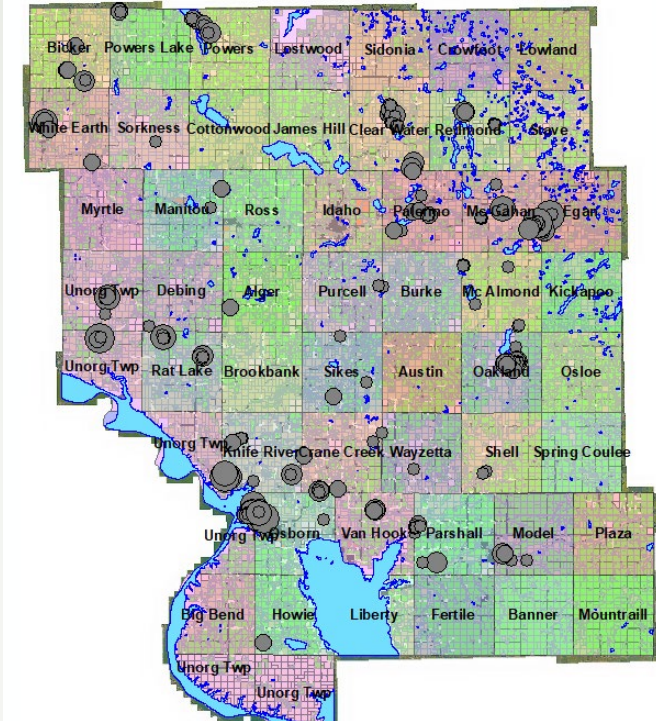 Bicker Powers Lake Powers Lostwood Sidonia Crowfoot Lowland
White Earth Sorkness Cottonwood James Hill Clear Water Redmond Stave
Myrtle Manitou Ross Idaho Palermo McGahan Egan
Unorg Twp Debing Alger Purcell Burke Mc Almond Kickapoo
Unorg Twp Rat Lake Brookbank Sikes Austin Oakland Osloe
Unorg Twp Knife River Crane Creek Wayzetta Shell Spring Coulee
Unorg Twp Osborn Van Hook Parshall Model Plaza
Big Bend Howie Liberty Fertile Banner Mountraill
Unorg Twp
Unorg Twp